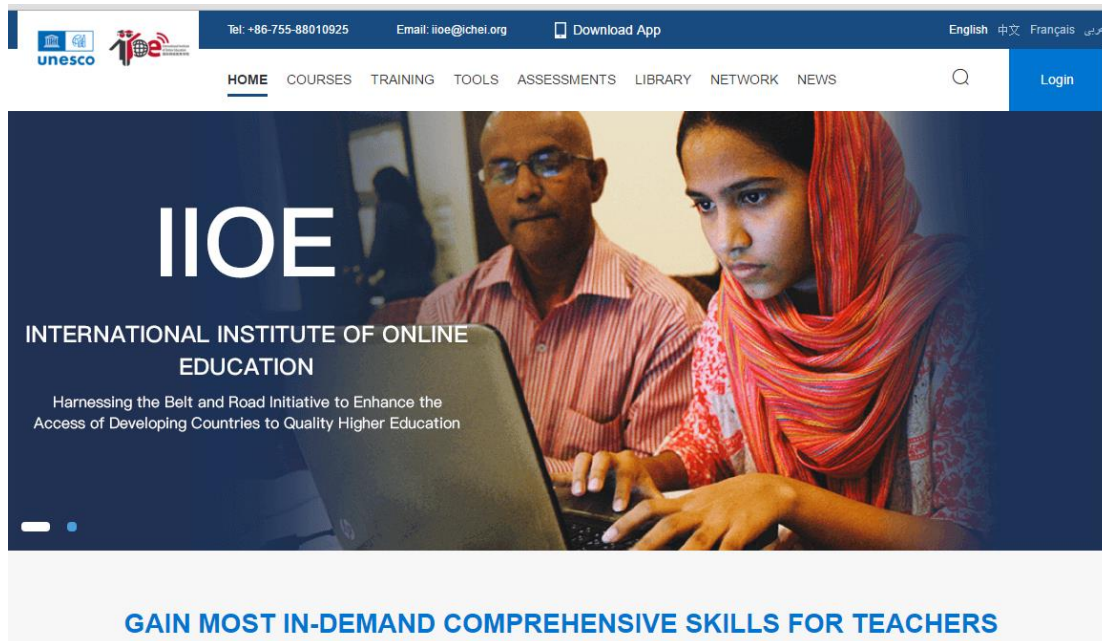 Tel: +86-755-88010925 Email: iioe@ichei.org Download App English 中文 Français عربي
unesco
iioe
HOME COURSES TRAINING TOOLS ASSESSMENTS LIBRARY NETWORK NEWS Login
IIOE
INTERNATIONAL INSTITUTE OF ONLINE
EDUCATION
Harnessing the Belt and Road Initiative to Enhance the
Access of Developing Countries to Quality Higher Education
GAIN MOST IN-DEMAND COMPREHENSIVE SKILLS FOR TEACHERS